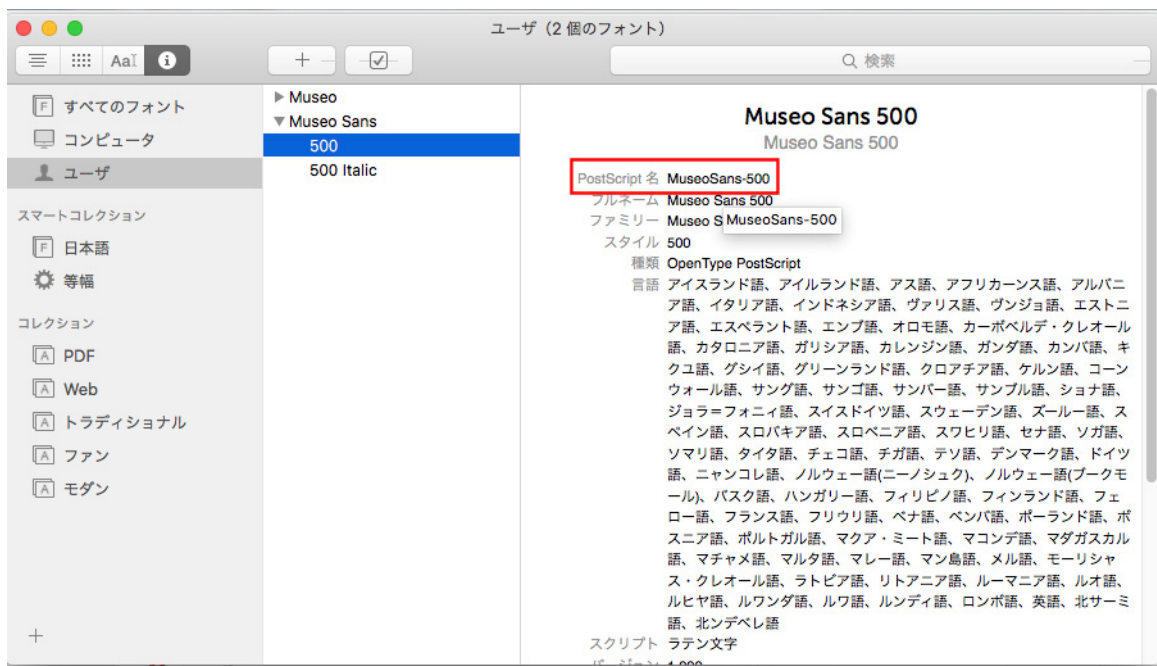 ユーザ（2 個のフォント）
AaI
検索
すべてのフォント
コンピュータ
ユーザ
スマートコレクション
日本語
等幅
コレクション
PDF
Web
トラディショナル
ファン
モダン
Museo
Museo Sans
500
500 Italic
Museo Sans 500
Museo Sans 500
PostScript 名 MuseoSans-500
フルネーム Museo Sans 500
ファミリー Museo S
MuseoSans-500
スタイル 500
種類 OpenType PostScript
言語 アイスランド語、アイルランド語、アス語、アフリカーンス語、アルバニ
ア語、イタリア語、インドネシア語、ヴァリス語、ヴンジョ語、エストニ
ア語、エスペラント語、エンブ語、オロモ語、カーボベルデ・クレオール
語、カタロニア語、ガリシア語、カレンジン語、ガンダ語、カンバ語、キ
クユ語、グシイ語、グリーンランド語、クロアチア語、ケルン語、コーン
ウォール語、サング語、サンゴ語、サンバー語、サンブル語、ショナ語、
ジョラ＝フォニィ語、スイスドイツ語、スウェーデン語、ズールー語、ス
ペイン語、スロバキア語、スロベニア語、スワヒリ語、セナ語、ソガ語、
ソマリ語、タイタ語、チェコ語、チガ語、テソ語、デンマーク語、ドイツ
語、ニャンコレ語、ノルウェー語(ニーノシュク)、ノルウェー語(ブークモ
ール)、バスク語、ハンガリー語、フィリピノ語、フィンランド語、フェ
ロー語、フランス語、フリウリ語、ベナ語、ベンバ語、ポーランド語、ボ
スニア語、ポルトガル語、マクア・ミート語、マコンデ語、マダガスカル
語、マチャメ語、マルタ語、マレー語、マン島語、メル語、モーリシャ
ス・クレオール語、ラトビア語、リトアニア語、ルーマニア語、ルオ語、
ルヒヤ語、ルワンダ語、ルワ語、ルンディ語、ロンボ語、英語、北サーミ
語、北ンデベレ語
スクリプト ラテン文字
バージョン 1.000